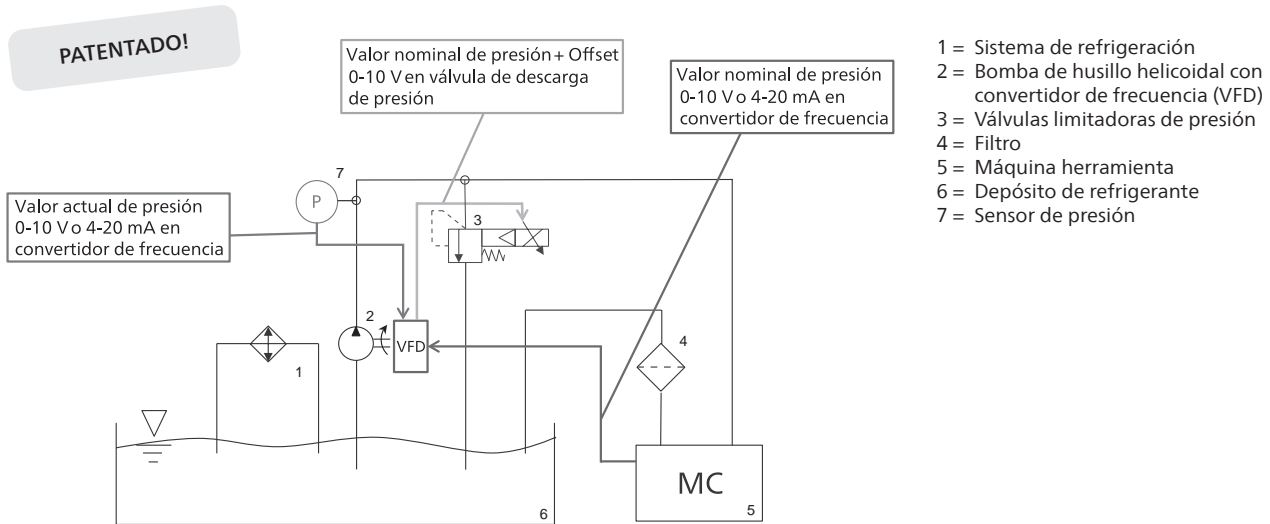 PATENTADO!
Valor nominal de presión + Offset
0-10 V en válvula de descarga
de presión
Valor nominal de presión
0-10 V o 4-20 mA en
convertidor de frecuencia
1 = Sistema de refrigeración
2 = Bomba de husillo helicoidal con
convertidor de frecuencia (VFD)
3 = Válvulas limitadoras de presión
4 = Filtro
5 = Máquina herramienta
6 = Depósito de refrigerante
7 = Sensor de presión
Valor actual de presión
0-10 V o 4-20 mA en
convertidor de frecuencia
7
P
3
2
VFD
1
4
MC
5
6